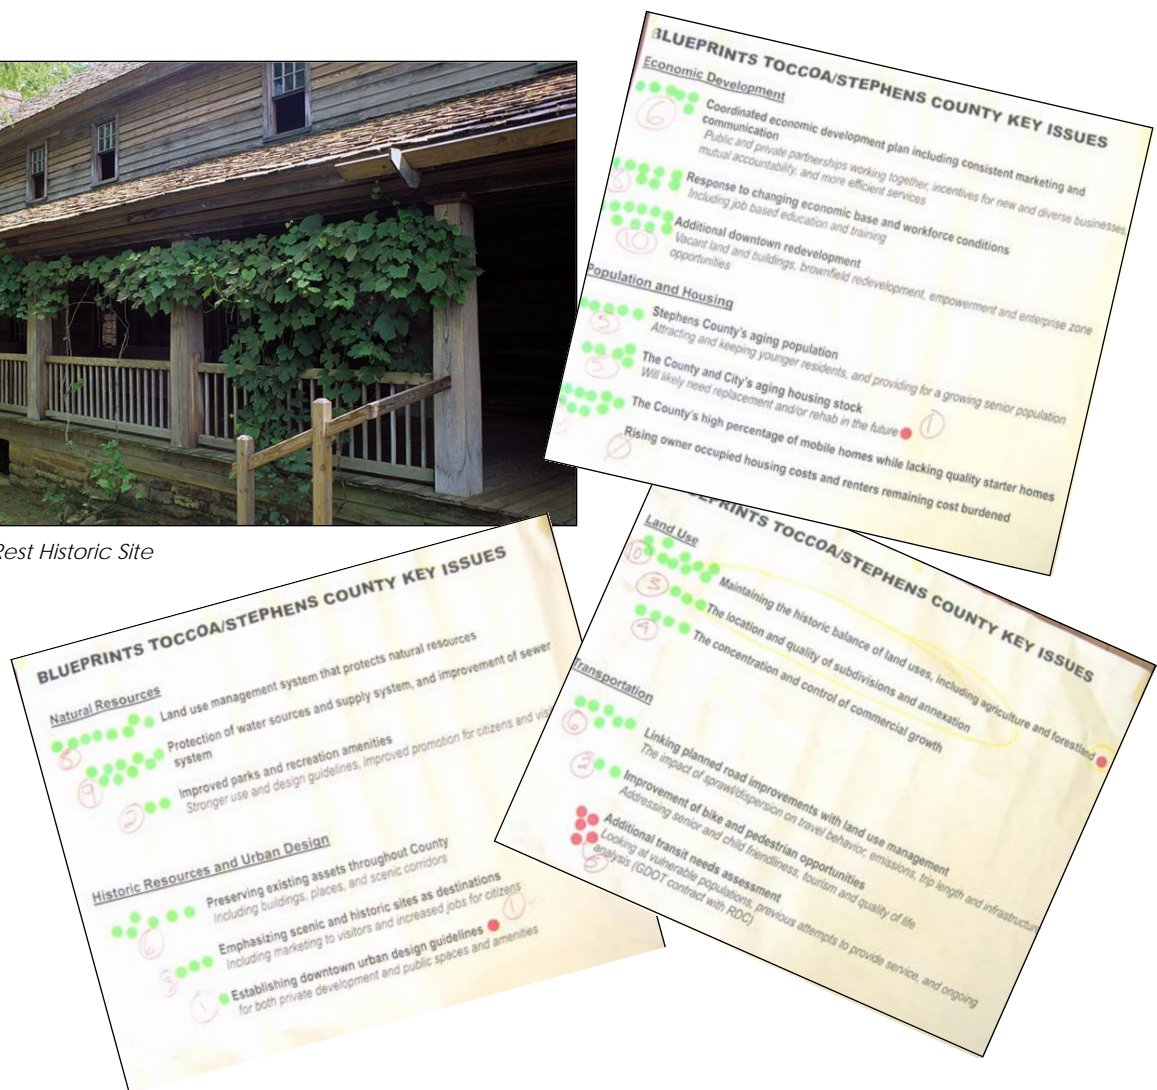 Rest Historic Site
BLUEPRINTS TOCCOA/STEPHENS COUNTY KEY ISSUES
Economic Development
6
Coordinated economic development plan including consistent marketing and
communication
Public and private partnerships working together, incentives for new and diverse businesses,
mutual accountability, and more efficient services
Response to changing economic base and workforce conditions
Including job based education and training
Additional downtown redevelopment
10
Vacant land and buildings, brownfield redevelopment, empowerment and enterprise zone
opportunities
Population and Housing
Stephens County's aging population
5
Attracting and keeping younger residents, and providing for a growing senior population
The County and City's aging housing stock
5
Will likely need replacement and/or rehab in the future
1
The County's high percentage of mobile homes while lacking quality starter homes
Rising owner occupied housing costs and renters remaining cost burdened
BLUEPRINTS TOCCOA/STEPHENS COUNTY KEY ISSUES
Natural Resources
Land use management system that protects natural resources
8
Protection of water sources and supply system, and improvement of sewer
system
9
Improved parks and recreation amenities
Stronger use and design guidelines, improved promotion for citizens and
2
Historic Resources and Urban Design
Preserving existing assets throughout County
Including buildings, places, and scenic corridors
6
Emphasizing scenic and historic sites as destinations
Including marketing to visitors and increased jobs for citizens
3
1
Establishing downtown urban design guidelines
for both private development and public spaces and amenities
1
TOCCOA/STEPHENS COUNTY KEY ISSUES
Land Use
10
Maintaining the historic balance of land uses, including agriculture and forestland
3
The location and quality of subdivisions and annexation
4
The concentration and control of commercial growth
Transportation
6
Linking planned road improvements with land use management
The impact of sprawl/dispersion on travel behavior, emissions, trip length and infrastructure
2
Improvement of bike and pedestrian opportunities
Addressing senior and child friendliness, tourism and quality of life
Additional transit needs assessment
5
Looking at vulnerable populations, previous attempts to provide service, and ongoing
analysis (GDOT contract with RDC)